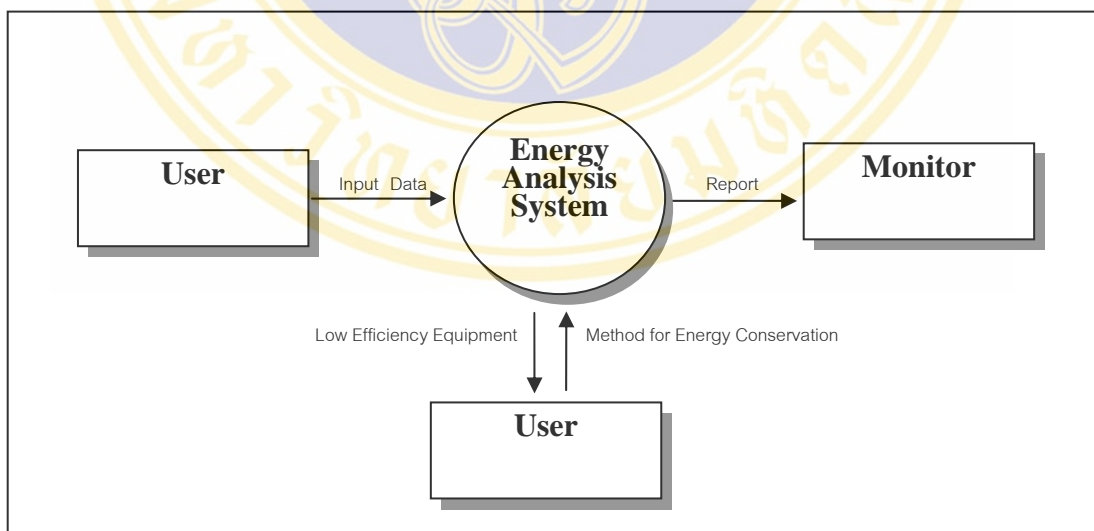 User
Input Data
Energy
Analysis
System
Report
Monitor
Low Efficiency Equipment
Method for Energy Conservation
User